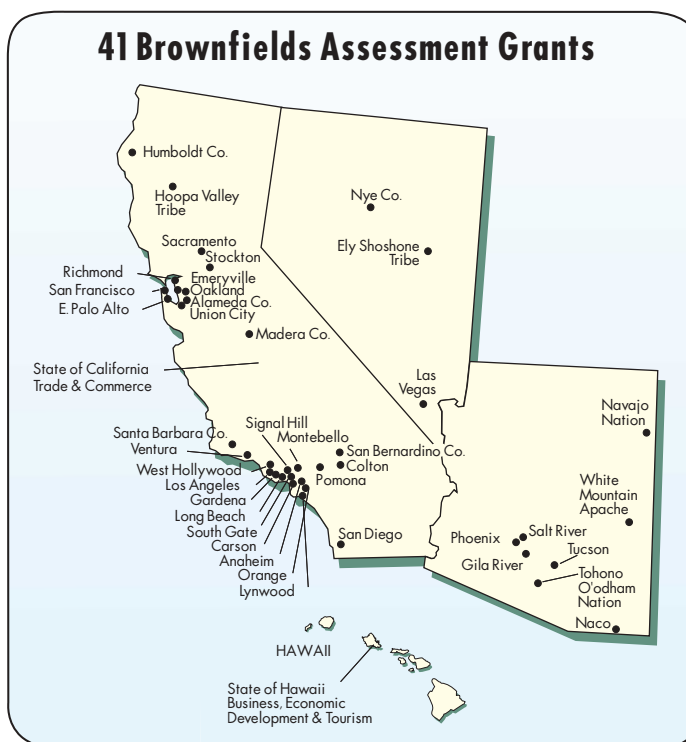 41 Brownfields Assessment Grants
Humboldt Co.
Hoopa Valley
Tribe
Sacramento
Stockton
Richmond
Emeryville
San Francisco
Oakland
E. Palo Alto
Alameda Co.
Union City
Madera Co.
State of California
Trade & Commerce
Nye Co.
Ely Shoshone
Tribe
Las
Vegas
Santa Barbara Co.
Ventura
Signal Hill
Montebello
San Bernardino Co.
Colton
Pomona
West Hollywood
Los Angeles
Gardena
Long Beach
South Gate
Carson
Anaheim
Orange
Lynwood
San Diego
Navajo
Nation
White
Mountain
Apache
Phoenix
Salt River
Gila River
Tucson
Tohono
O'odham
Nation
Naco
HAWAII
State of Hawaii
Business, Economic
Development & Tourism